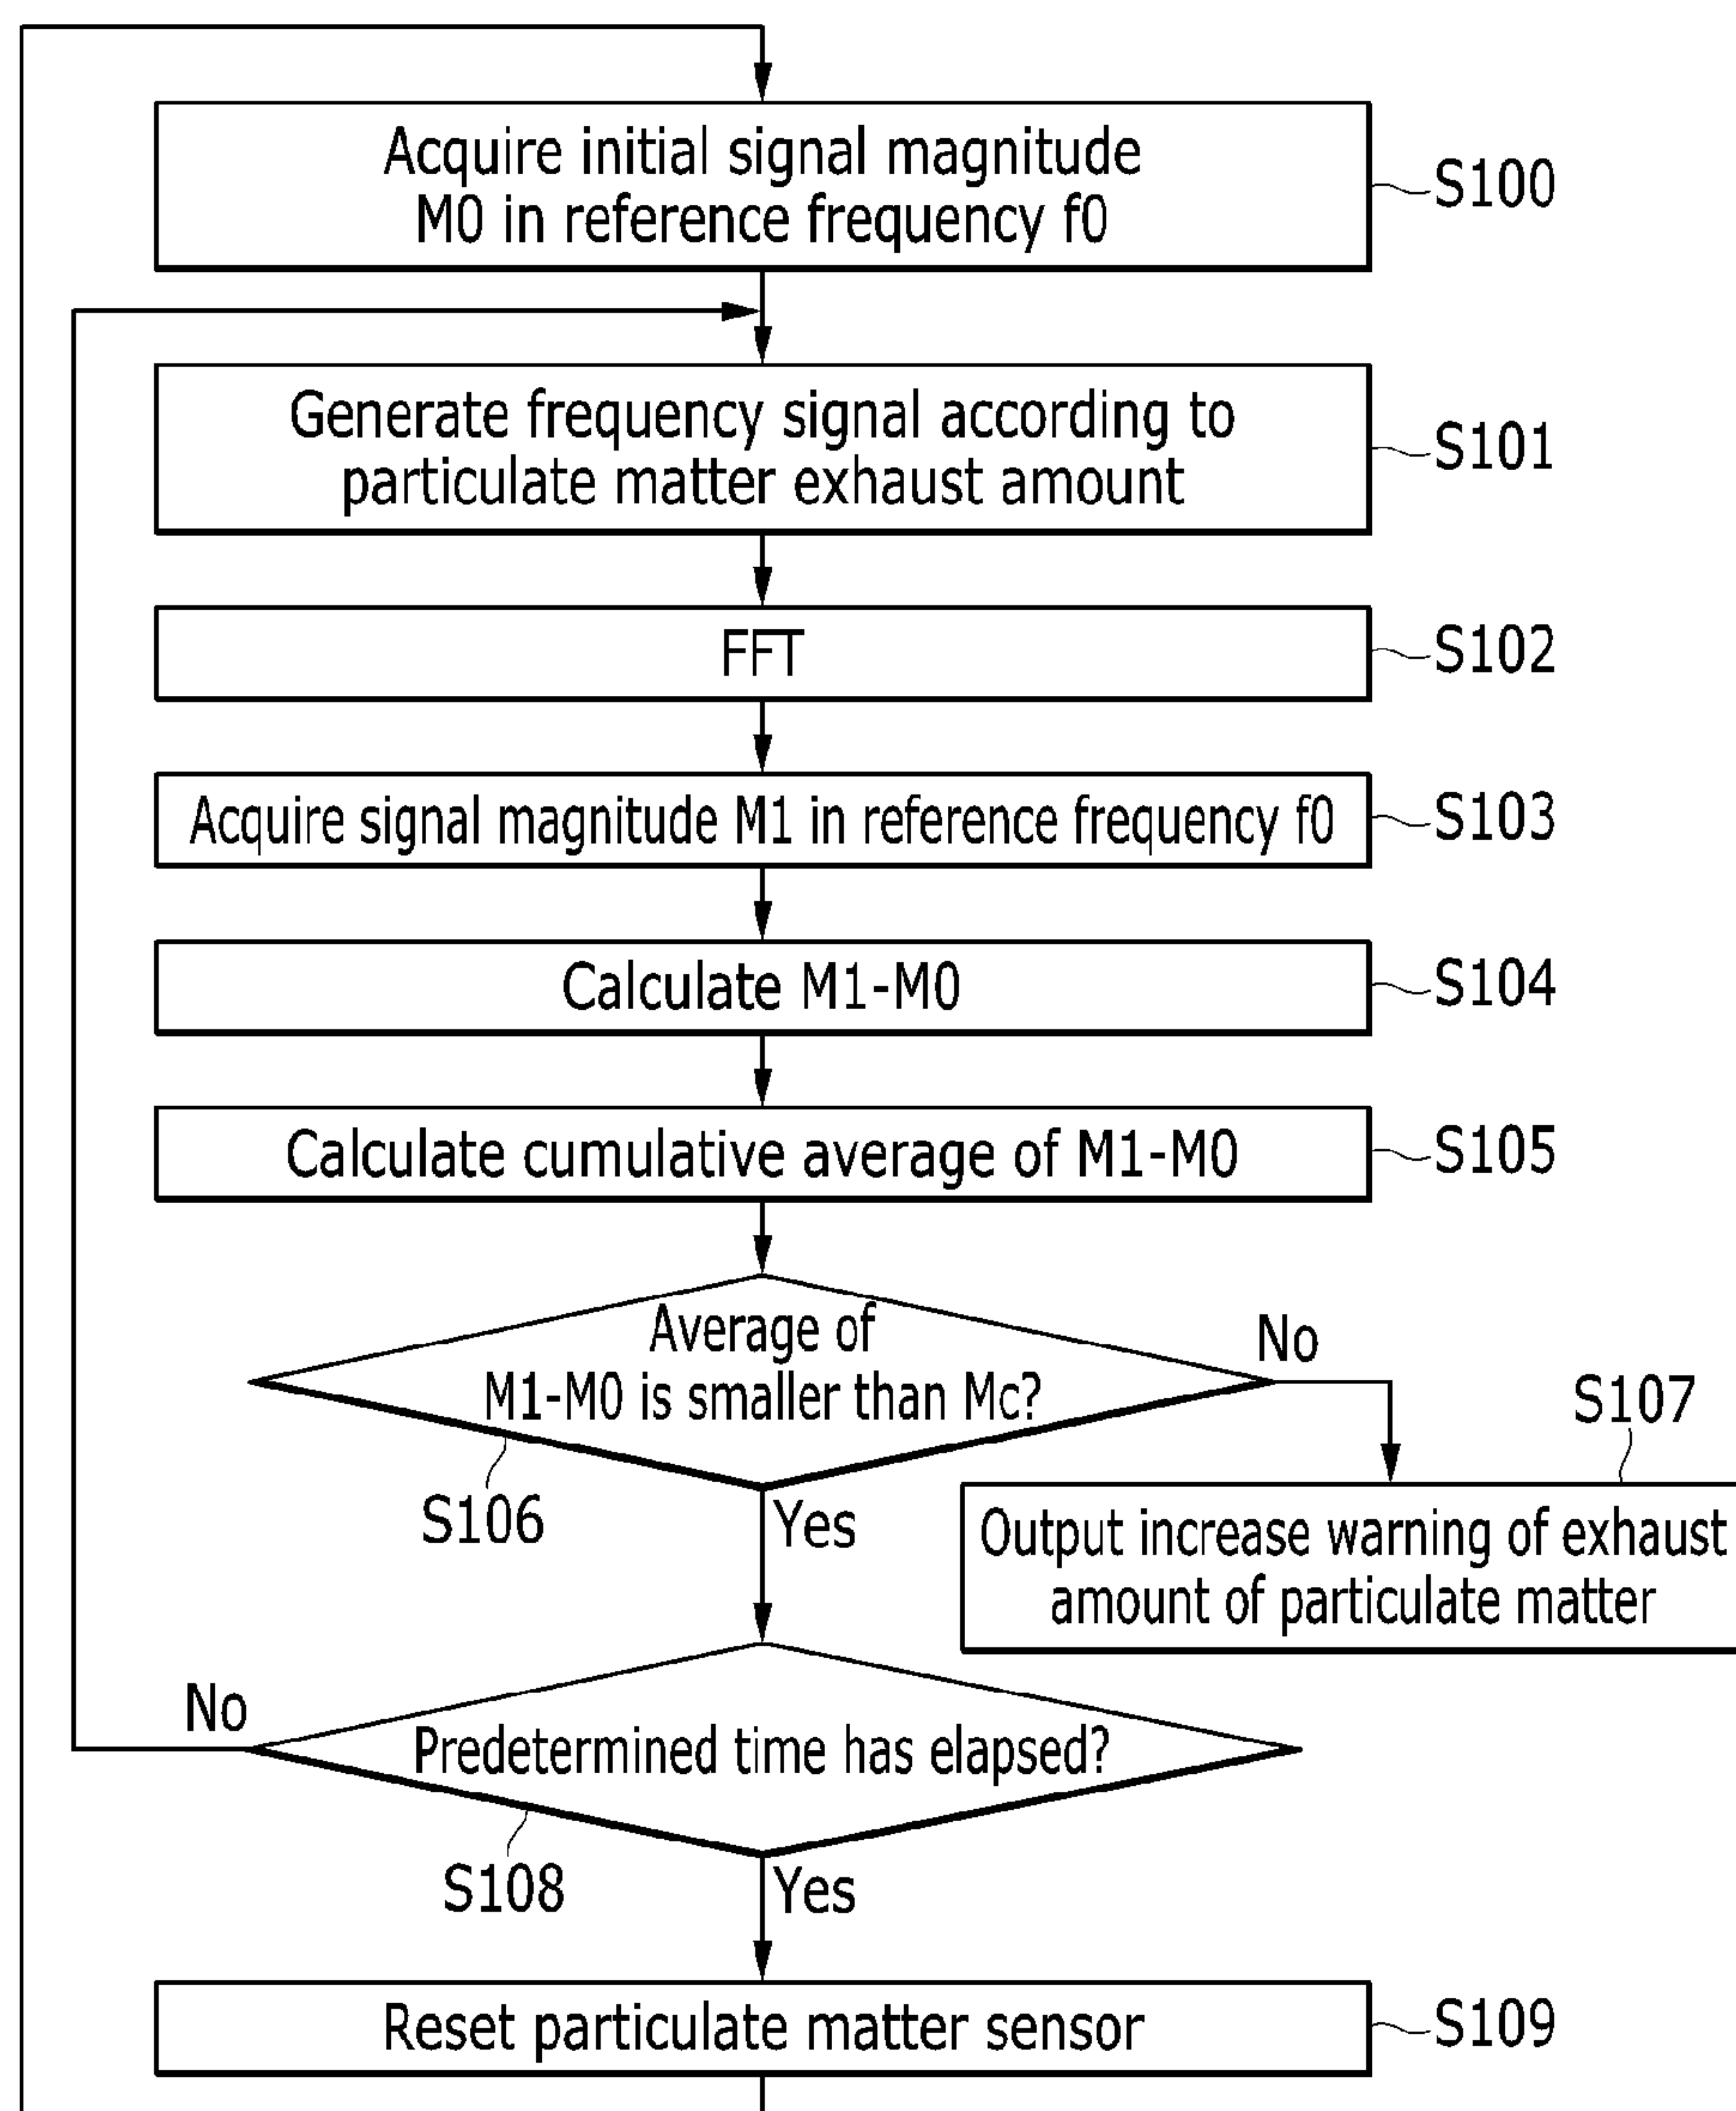 Acquire initial signal magnitude
M0 in reference frequency f0
S100
Generate frequency signal according to
particulate matter exhaust amount
S101
FFT
S102
Acquire signal magnitude M1 in reference frequency f0
S103
Calculate M1-M0
S104
Calculate cumulative average of M1-M0
S105
Average of
M1-M0 is smaller than Mc?
No
S106
Yes
S107
Output increase warning of exhaust
amount of particulate matter
Predetermined time has elapsed?
No
S108
Yes
Reset particulate matter sensor
S109